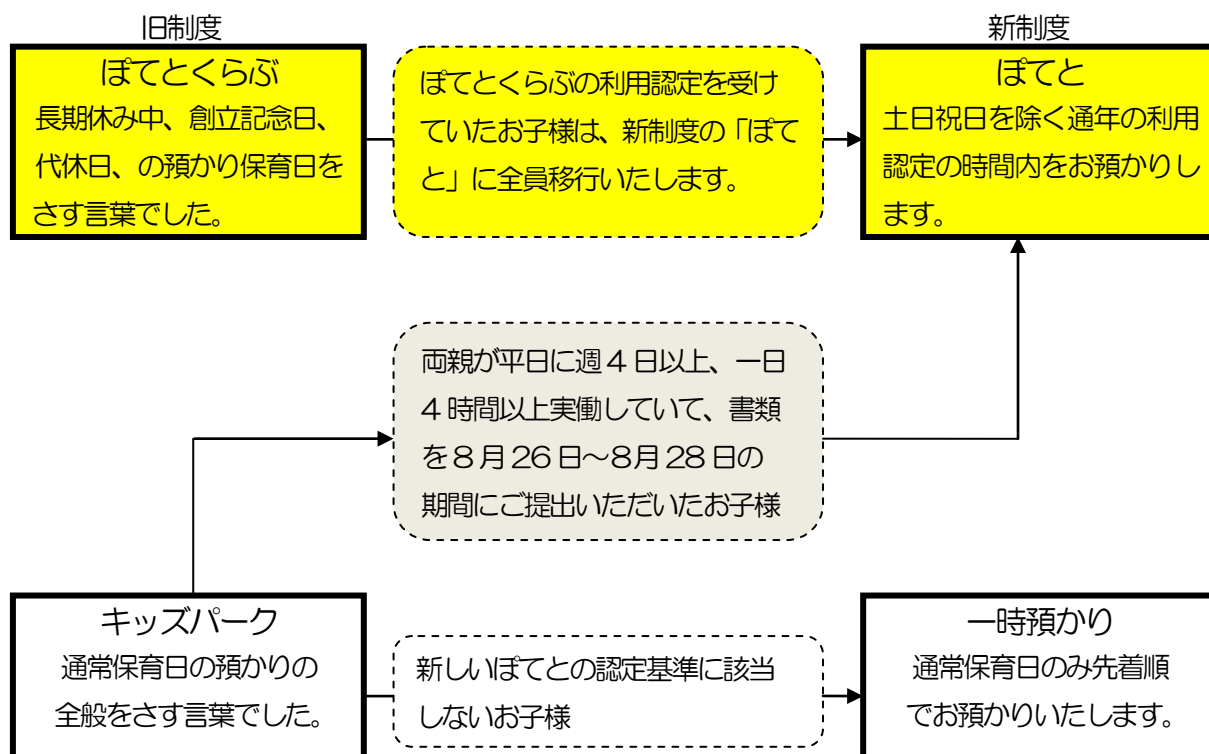 旧制度
新制度
ぽてとくらぶ
長期休み中、創立記念日、
代休日、の預かり保育日を
さす言葉でした。
ぽてとくらぶの利用認定を受け
ていたお子様は、新制度の「ぽて
と」に全員移行いたします。
ぽてと
土日祝日を除く通年の利用
認定の時間内をお預かりし
ます。
両親が平日に週4日以上、一日
4時間以上実働していて、書類
を8月26日～8月28日の
期間にご提出いただいたお子様
キッズパーク
通常保育日の預かりの
全般をさす言葉でした。
新しいぽてとの認定基準に該当
しないお子様
一時預かり
通常保育日のみ先着順
でお預かりいたします。